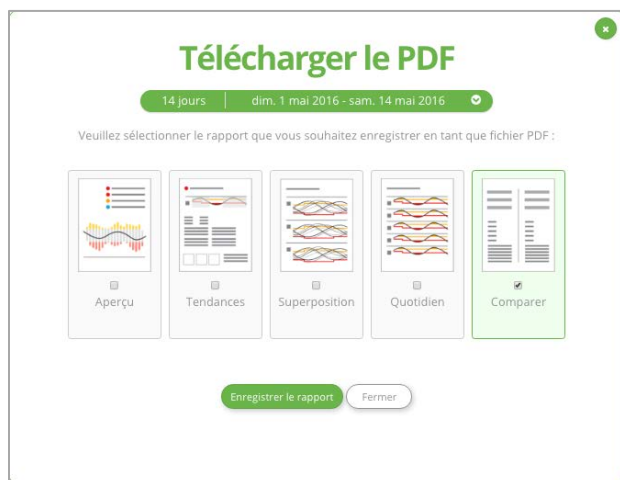 Télécharger le PDF
14 jours dim. 1 mai 2016 - sam. 14 mai 2016
Veuillez sélectionner le rapport que vous souhaitez enregistrer en tant que fichier PDF :
Aperçu Tendances Superposition Quotidien Comparer
Enregistrer le rapport Fermer